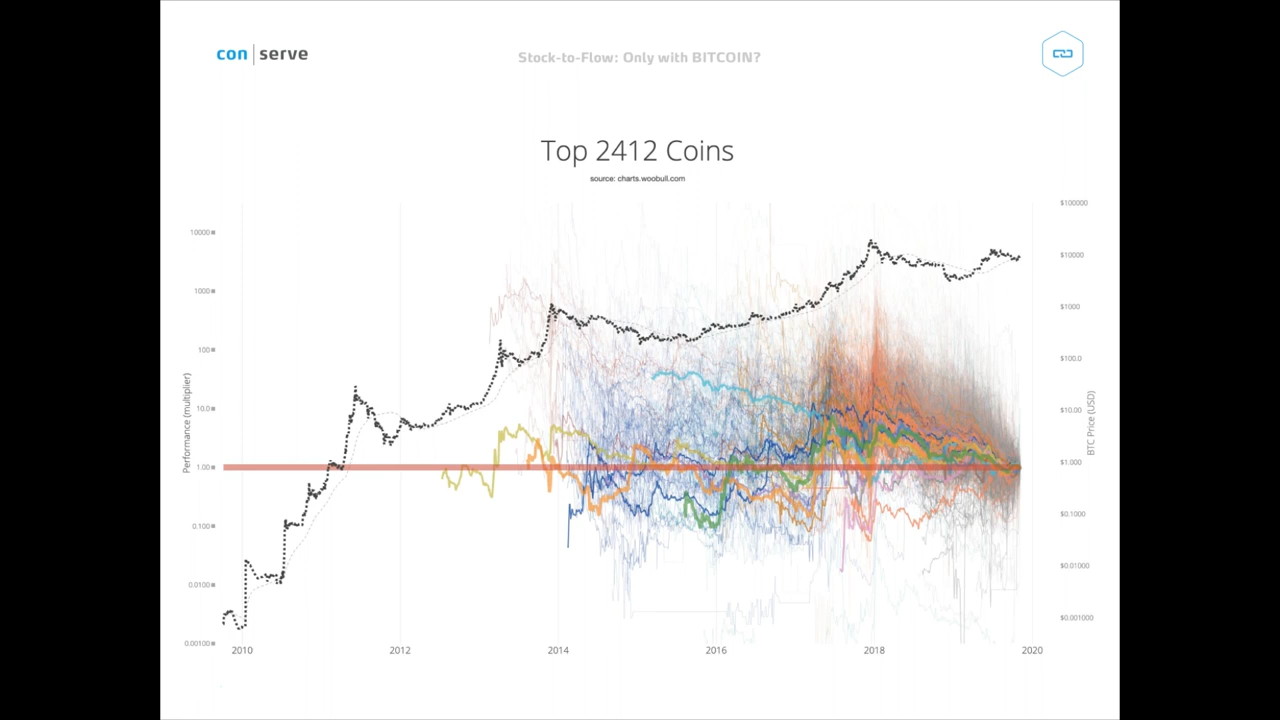 con serve
Stock-to-Flow: Only with BITCOIN?
Top 2412 Coins
source: charts.woobull.com
Performance (multiplier)
10000
1000
100
10.0
1.00
0.100
0.0100
0.00100
$100000
$10000
$1000
$100.0
$10.00
$1.000
$0.1000
$0.01000
$0.001000
BTC Price (USD)
2010 2012 2014 2016 2018 2020